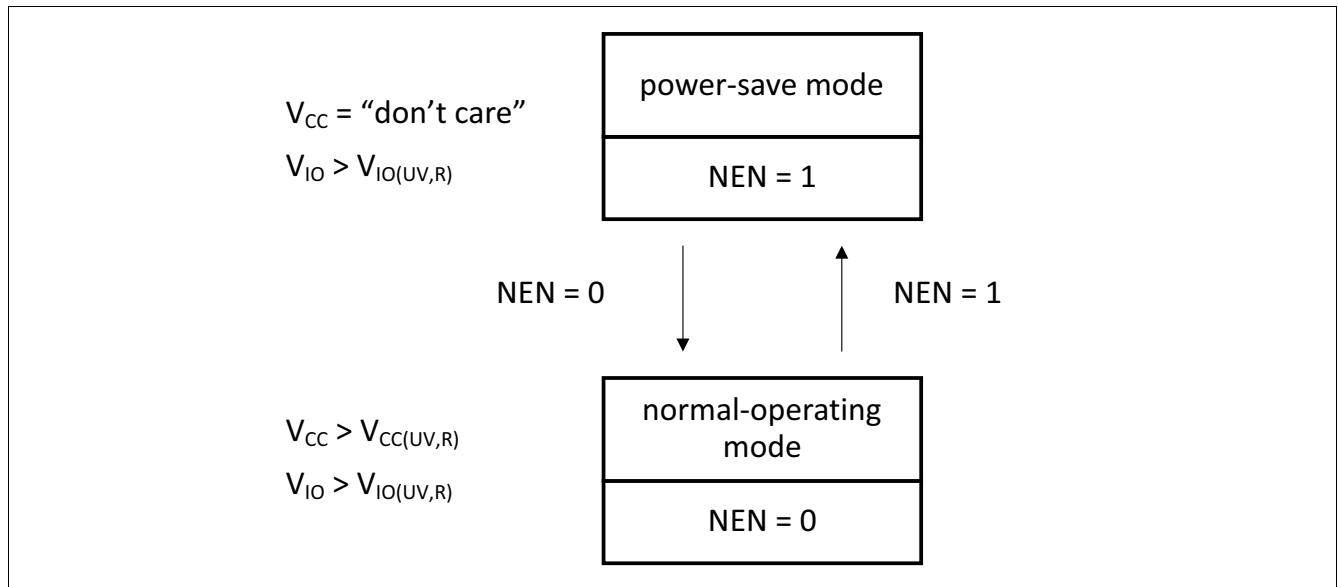 power-save mode
V_CC = “don’t care”
V_IO > V_IO(UV,R)
NEN = 1
NEN = 0
NEN = 1
normal-operating
mode
V_CC > V_CC(UV,R)
V_IO > V_IO(UV,R)
NEN = 0